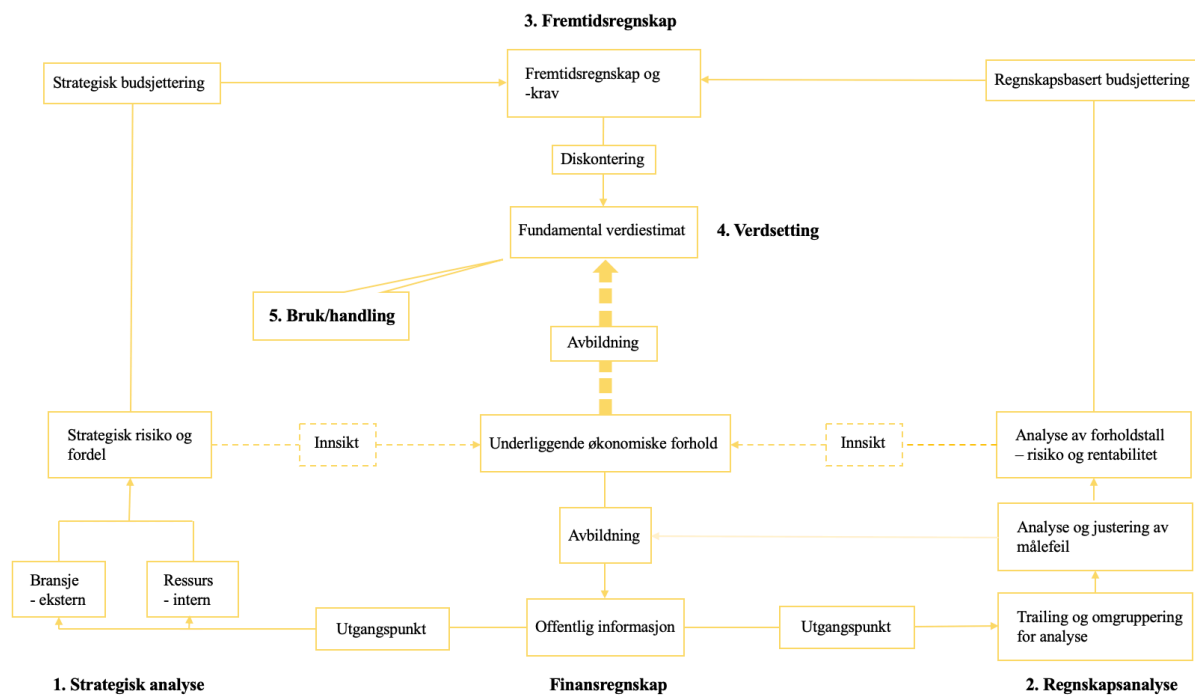 3. Fremtidsregnskap
Strategisk budsjettering
Fremtidsregnskap og
-krav
Regnskapsbasert budsjettering
Diskontering
Fundamental verdiestimat
4. Verdsetting
5. Bruk/handling
Avbildning
Strategisk risiko og
fordel
Innsikt
Underliggende økonomiske forhold
Innsikt
Analyse av forholdstall
– risiko og rentabilitet
Avbildning
Analyse og justering av
målefeil
Bransje
- ekstern
Ressurs
- intern
Utgangspunkt
Offentlig informasjon
Utgangspunkt
Trailing og omgruppering
for analyse
1. Strategisk analyse
Finansregnskap
2. Regnskapsanalyse